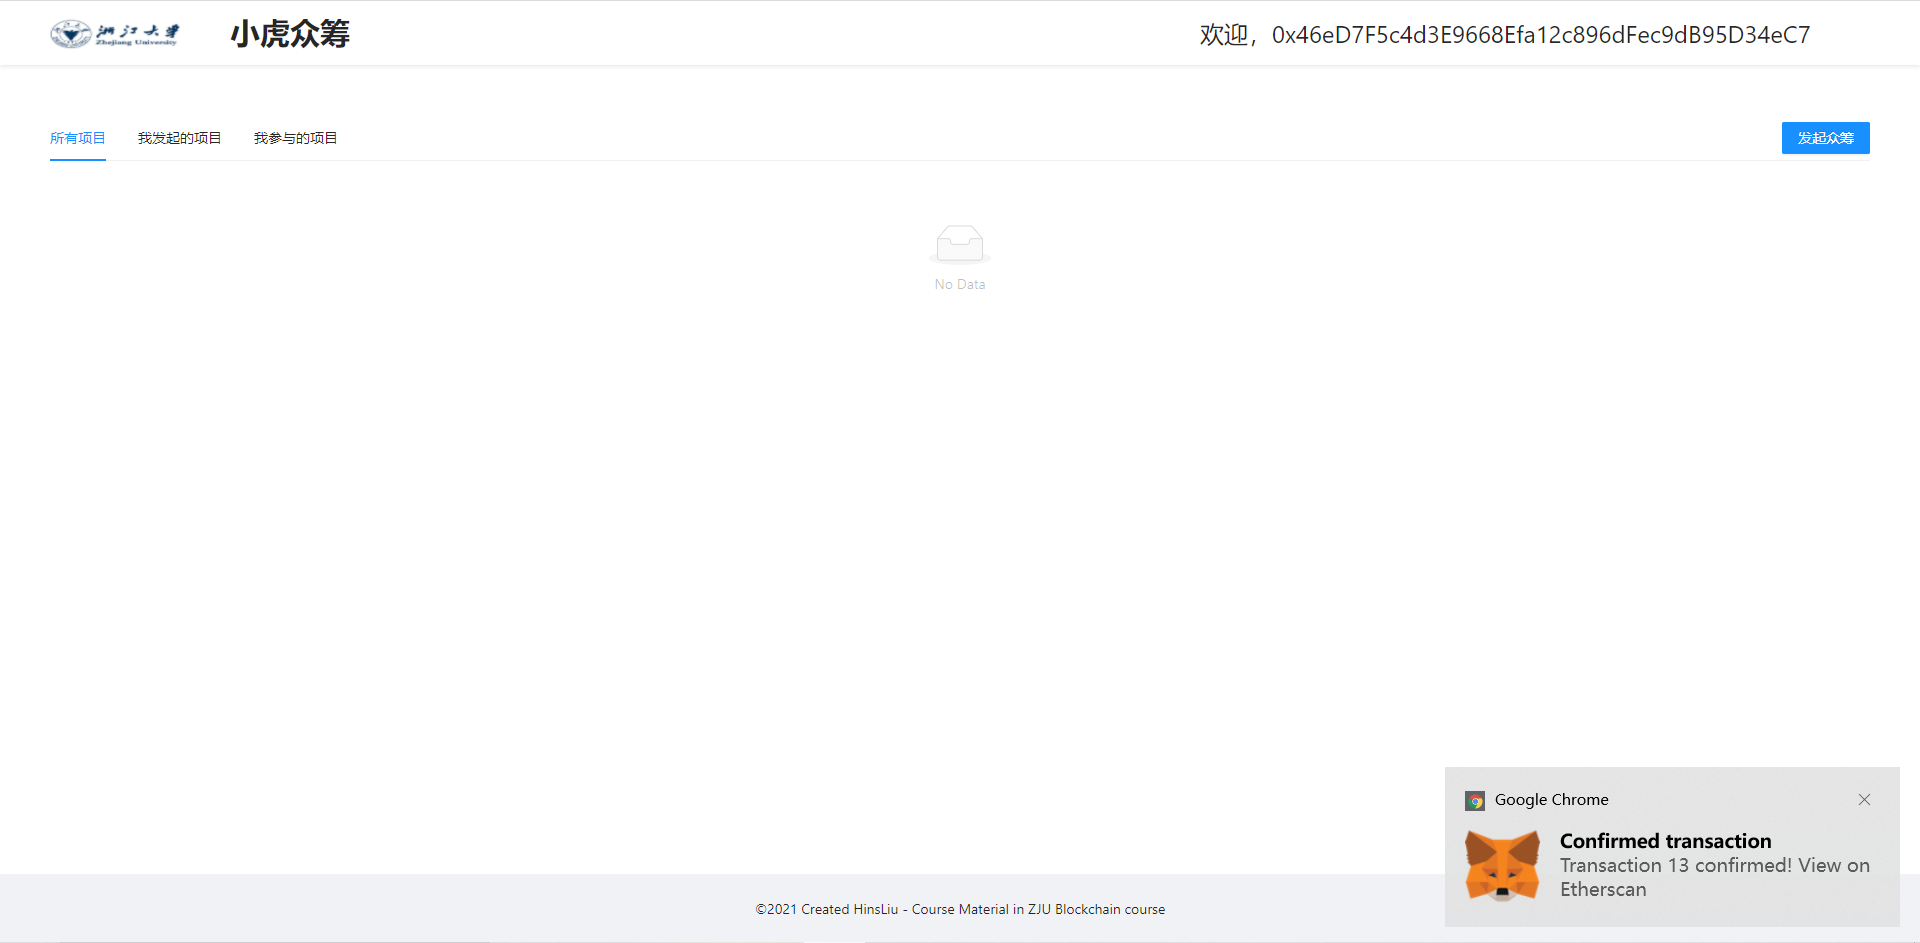 浙江大学
Zhejiang University
小虎众筹
欢迎，0x46eD7F5c4d3E9668Efa12c896dFec9dB95D34eC7
所有项目
我发起的项目
我参与的项目
发起众筹
No Data
Google Chrome
Confirmed transaction
Transaction 13 confirmed! View on
Etherscan
©2021 Created HinsLiu - Course Material in ZJU Blockchain course